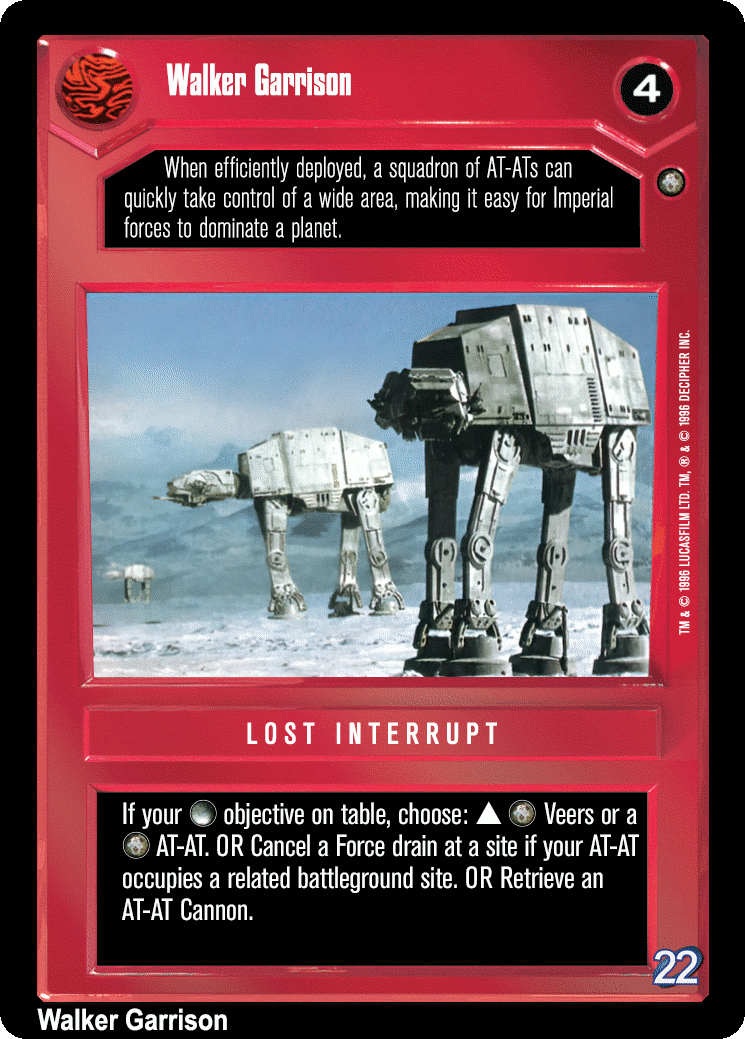 Walker Garrison
4
When efficiently deployed, a squadron of AT-ATs can
quickly take control of a wide area, making it easy for Imperial
forces to dominate a planet.
TM & © 1996 LUCASFILM LTD. TM, ® & © 1996 DECIPHER INC.
LOST INTERRUPT
If your objective on table, choose: ▲ Veers or a
AT-AT. OR Cancel a Force drain at a site if your AT-AT
occupies a related battleground site. OR Retrieve an
AT-AT Cannon.
22
Walker Garrison